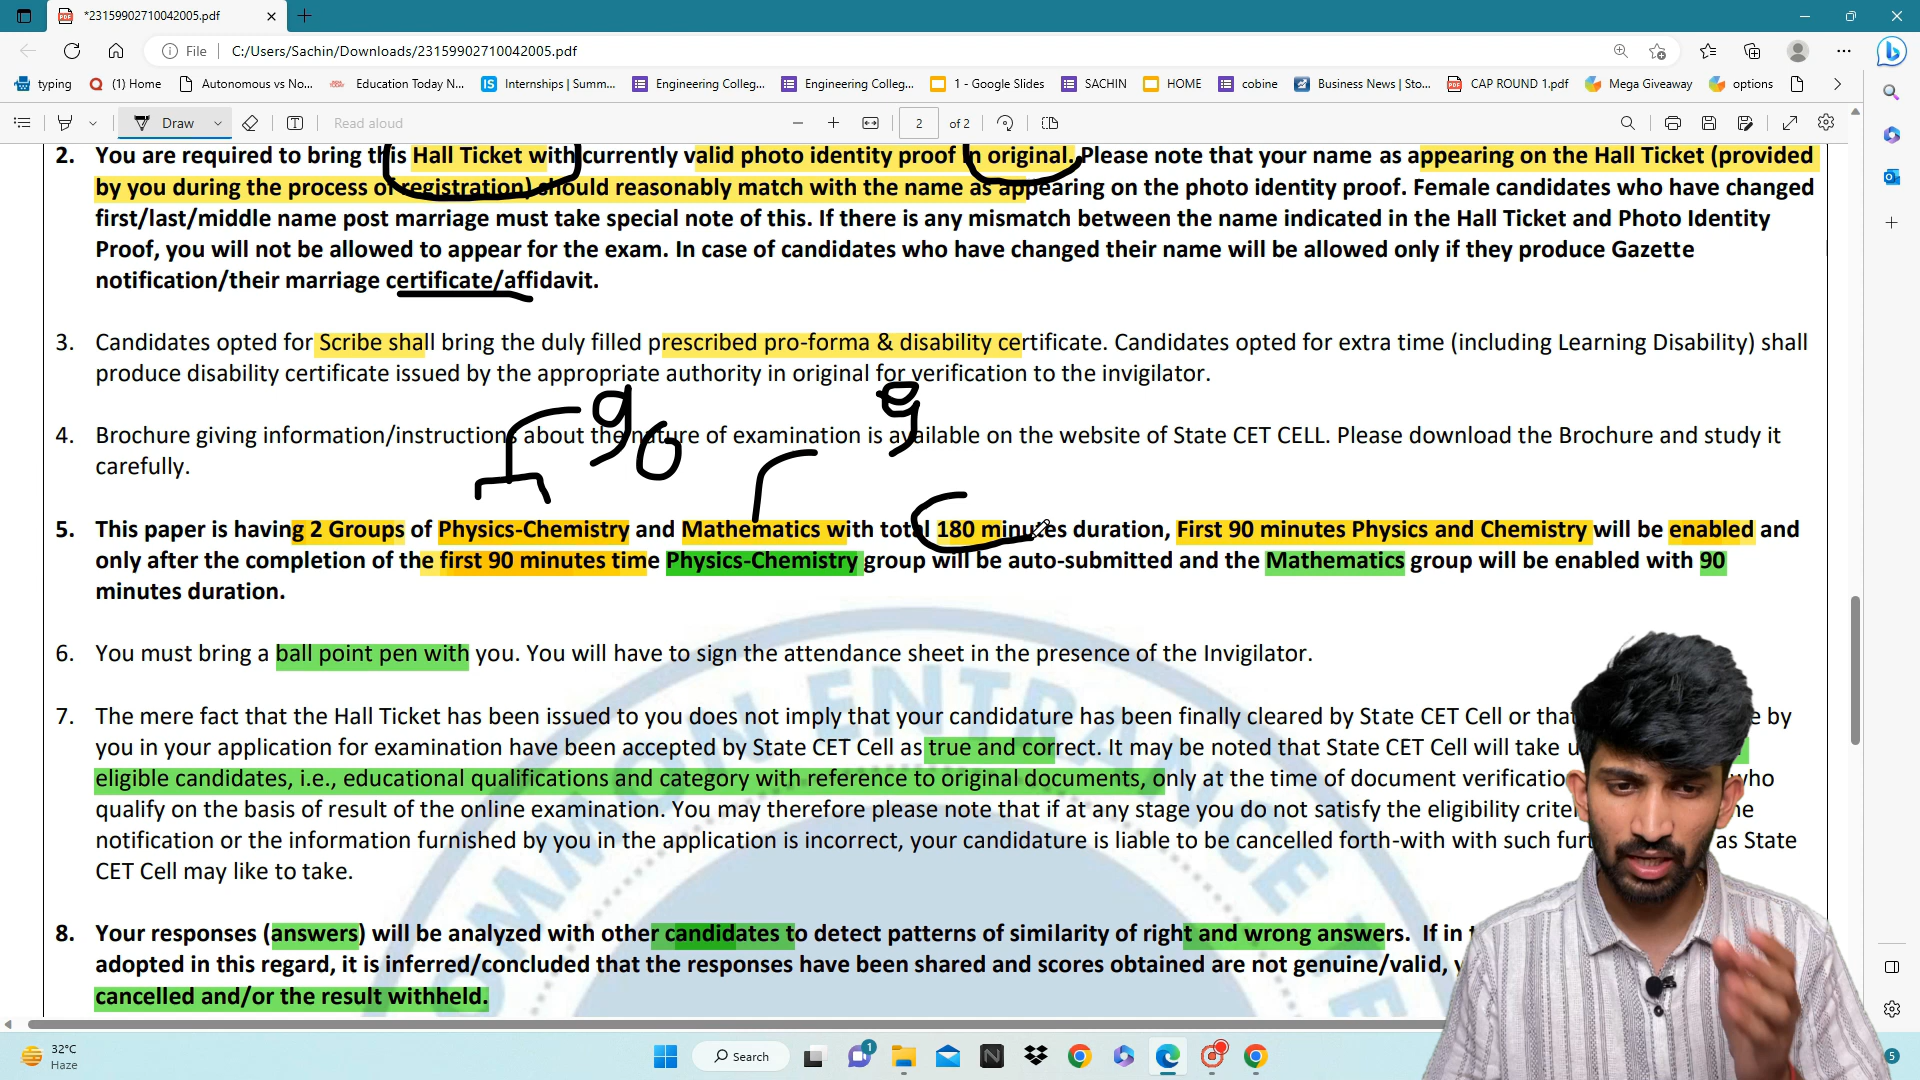 *23159902710042005.pdf
File
C:/Users/Sachin/Downloads/23159902710042005.pdf
typing
(1) Home
Autonomous vs No...
Education Today N...
IS
Internships | Summ...
Engineering Colleg...
Engineering Colleg...
1 - Google Slides
SACHIN
HOME
cobine
Business News | Sto...
CAP ROUND 1.pdf
Mega Giveaway
options
Draw
Read aloud
2
of 2
2. You are required to bring this Hall Ticket with currently valid photo identity proof in original. Please note that your name as appearing on the Hall Ticket (provided
by you during the process of registration) should reasonably match with the name as appearing on the photo identity proof. Female candidates who have changed
first/last/middle name post marriage must take special note of this. If there is any mismatch between the name indicated in the Hall Ticket and Photo Identity
Proof, you will not be allowed to appear for the exam. In case of candidates who have changed their name will be allowed only if they produce Gazette
notification/their marriage certificate/affidavit.
3. Candidates opted for Scribe shall bring the duly filled prescribed pro-forma & disability certificate. Candidates opted for extra time (including Learning Disability) shall
produce disability certificate issued by the appropriate authority in original for verification to the invigilator.
90
9
4. Brochure giving information/instructions about the nature of examination is available on the website of State CET CELL. Please download the Brochure and study it
carefully.
5. This paper is having 2 Groups of Physics-Chemistry and Mathematics with total 180 minutes duration, First 90 minutes Physics and Chemistry will be enabled and
only after the completion of the first 90 minutes time Physics-Chemistry group will be auto-submitted and the Mathematics group will be enabled with 90
minutes duration.
6. You must bring a ball point pen with you. You will have to sign the attendance sheet in the presence of the Invigilator.
7. The mere fact that the Hall Ticket has been issued to you does not imply that your candidature has been finally cleared by State CET Cell or that e by
you in your application for examination have been accepted by State CET Cell as true and correct. It may be noted that State CET Cell will take u
eligible candidates, i.e., educational qualifications and category with reference to original documents, only at the time of document verificatio who
qualify on the basis of result of the online examination. You may therefore please note that if at any stage you do not satisfy the eligibility criter ne
notification or the information furnished by you in the application is incorrect, your candidature is liable to be cancelled forth-with with such furt as State
CET Cell may like to take.
8. Your responses (answers) will be analyzed with other candidates to detect patterns of similarity of right and wrong answers. If in t
adopted in this regard, it is inferred/concluded that the responses have been shared and scores obtained are not genuine/valid, y
cancelled and/or the result withheld.
OMMON ENTRANCE TE
32°C
Haze
Search
1
5